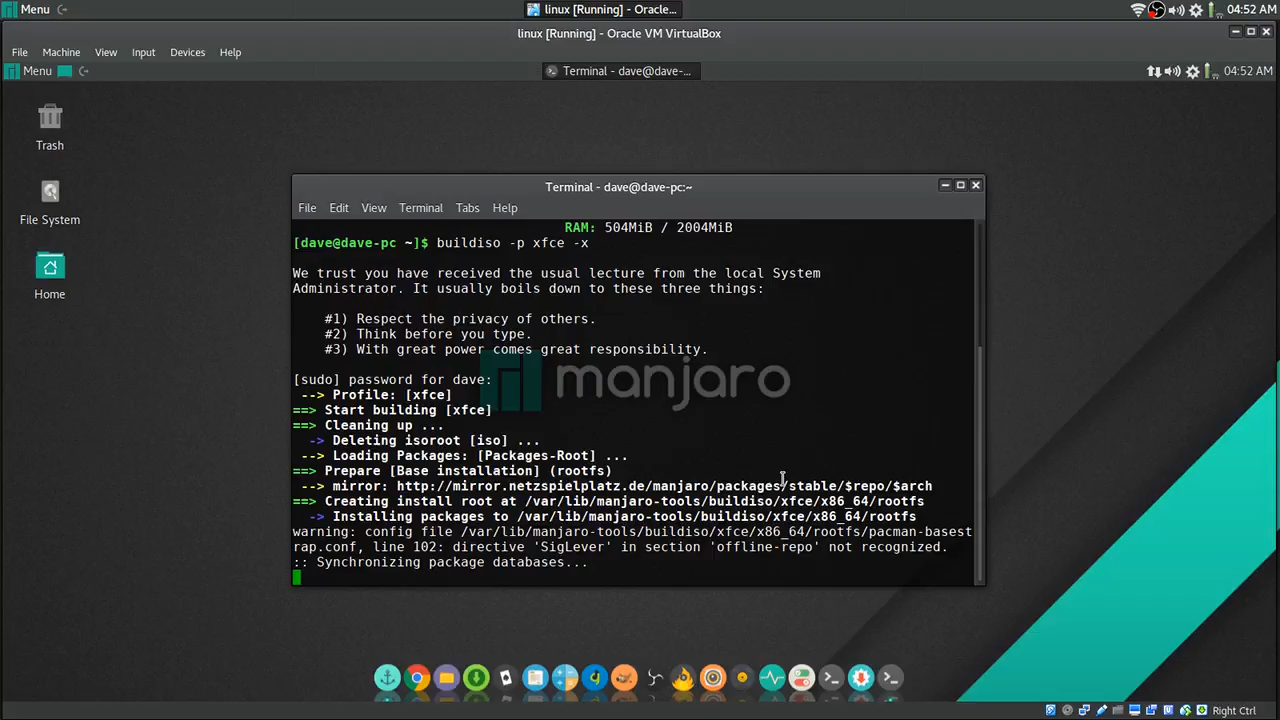 Menu
linux [Running] - Oracle...
04:52 AM
linux [Running] - Oracle VM VirtualBox
File Machine View Input Devices Help
Menu
Terminal - dave@dave-...
04:52 AM
Trash
File System
Home
Terminal - dave@dave-pc:~
File Edit View Terminal Tabs Help
RAM: 504MiB / 2004MiB
[dave@dave-pc ~]$ buildiso -p xfce -x
We trust you have received the usual lecture from the local System
Administrator. It usually boils down to these three things:
#1) Respect the privacy of others.
#2) Think before you type.
#3) With great power comes great responsibility.
[sudo] password for dave:
--> Profile: [xfce]
==> Start building [xfce]
==> Cleaning up ...
-> Deleting isoroot [iso] ...
--> Loading Packages: [Packages-Root] ...
==> Prepare [Base installation] (rootfs)
--> mirror: http://mirror.netzspielplatz.de/manjaro/packages/stable/$repo/$arch
==> Creating install root at /var/lib/manjaro-tools/buildiso/xfce/x86_64/rootfs
-> Installing packages to /var/lib/manjaro-tools/buildiso/xfce/x86_64/rootfs
warning: config file /var/lib/manjaro-tools/buildiso/xfce/x86_64/rootfs/pacman-basest
rap.conf, line 102: directive 'SigLever' in section 'offline-repo' not recognized.
:: Synchronizing package databases...
manjaro
Right Ctrl